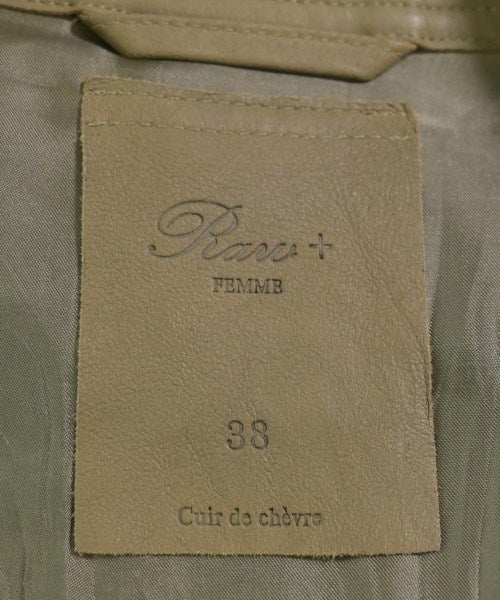 Raw +
FEMME
38
Cuir de chèvre